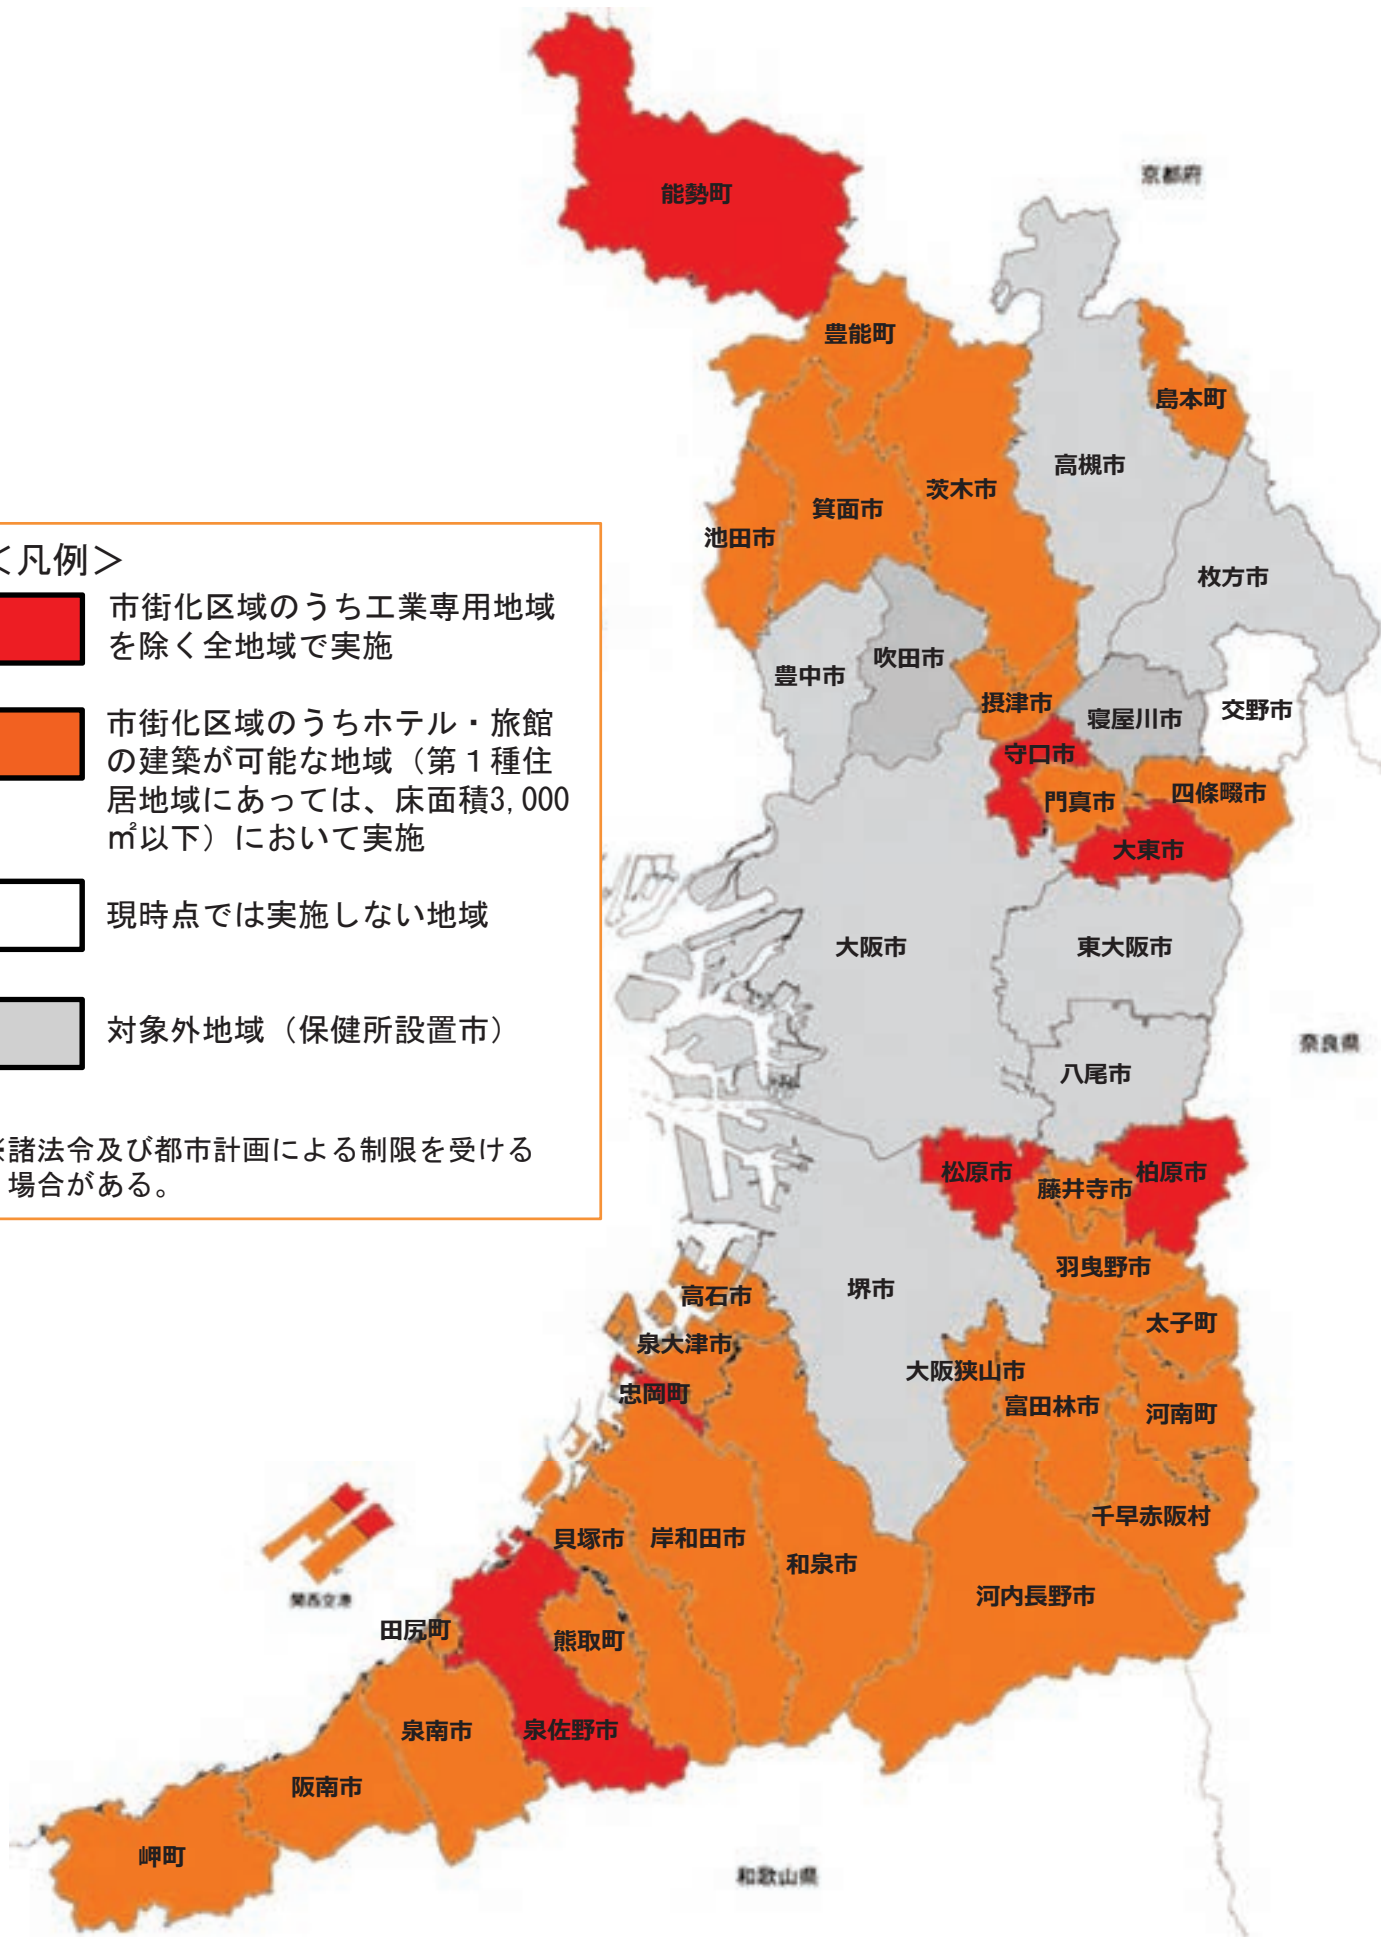 京都府
能勢町
豊能町
島本町
高槻市
茨木市
箕面市
池田市
枚方市
吹田市
豊中市
摂津市
寝屋川市
交野市
守口市
門真市
四條畷市
大東市
大阪市
東大阪市
奈良県
八尾市
松原市
藤井寺市
柏原市
羽曳野市
堺市
高石市
太子町
泉大津市
大阪狭山市
忠岡町
富田林市
河南町
千早赤阪村
貝塚市
岸和田市
和泉市
河内長野市
関西空港
田尻町
熊取町
泉南市
泉佐野市
阪南市
岬町
和歌山県
＜凡例＞
市街化区域のうち工業専用地域
を除く全地域で実施
市街化区域のうちホテル・旅館
の建築が可能な地域（第１種住
居地域にあっては、床面積3,000
㎡以下）において実施
現時点では実施しない地域
対象外地域（保健所設置市）
※諸法令及び都市計画による制限を受ける
場合がある。